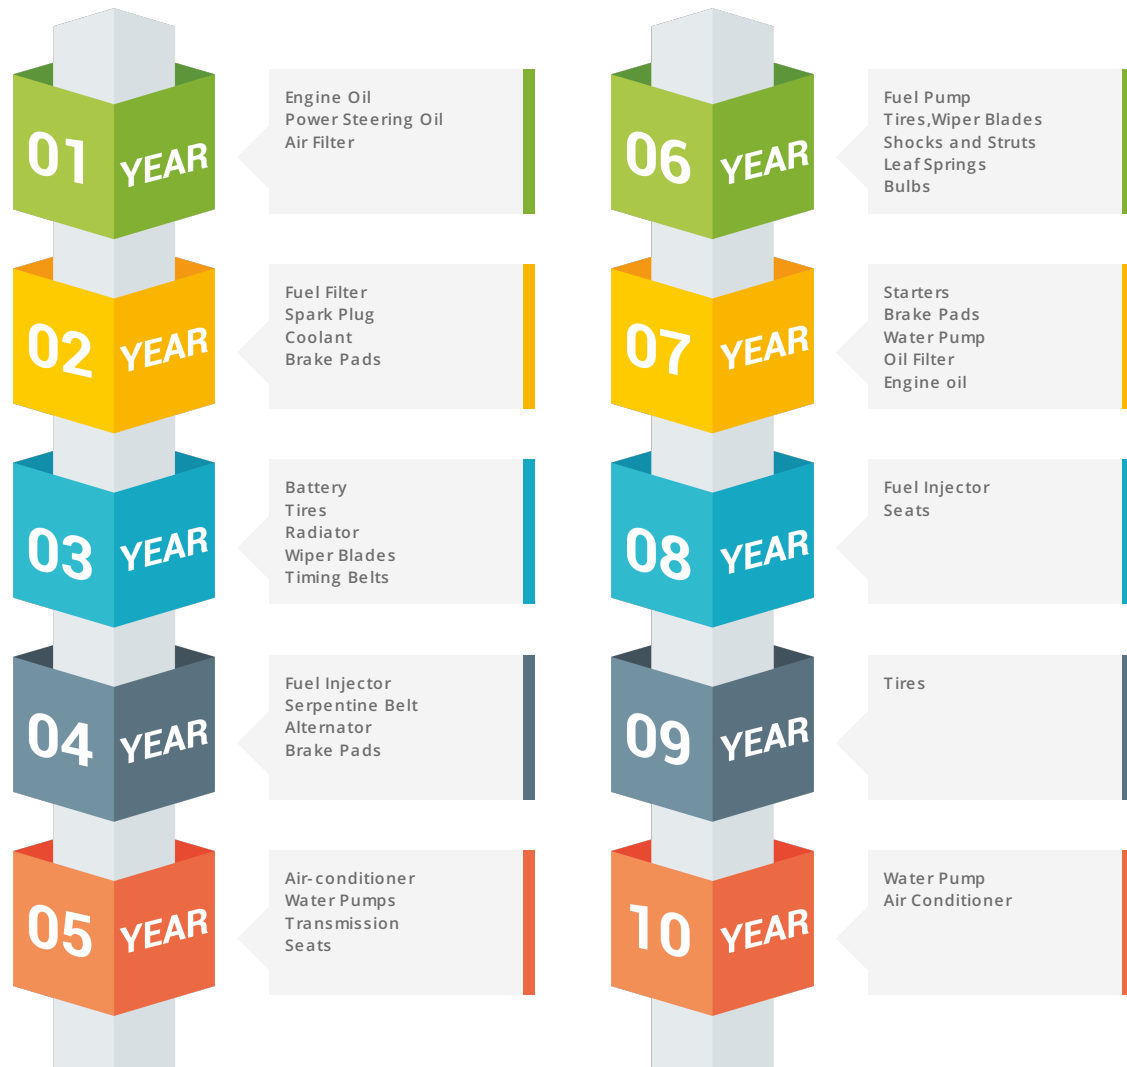 01 YEAR
Engine Oil
Power Steering Oil
Air Filter
02 YEAR
Fuel Filter
Spark Plug
Coolant
Brake Pads
03 YEAR
Battery
Tires
Radiator
Wiper Blades
Timing Belts
04 YEAR
Fuel Injector
Serpentine Belt
Alternator
Brake Pads
05 YEAR
Air-conditioner
Water Pumps
Transmission
Seats
06 YEAR
Fuel Pump
Tires,Wiper Blades
Shocks and Struts
Leaf Springs
Bulbs
07 YEAR
Starters
Brake Pads
Water Pump
Oil Filter
Engine oil
08 YEAR
Fuel Injector
Seats
09 YEAR
Tires
10 YEAR
Water Pump
Air Conditioner